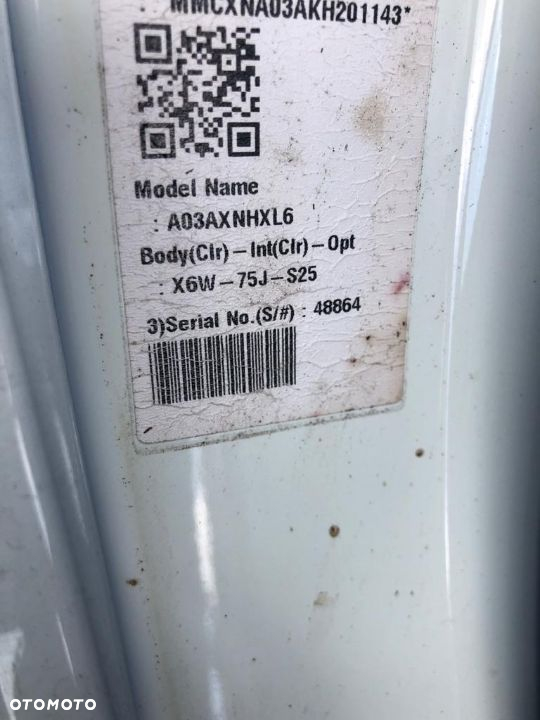 : MMCXNA03AKH201143*
Model Name
: A03AXNHXL6
Body(Clr)-Int(Clr)-Opt
: X6W-75J-S25
3)Serial No.(S/#) : 48864
OTOMOTO